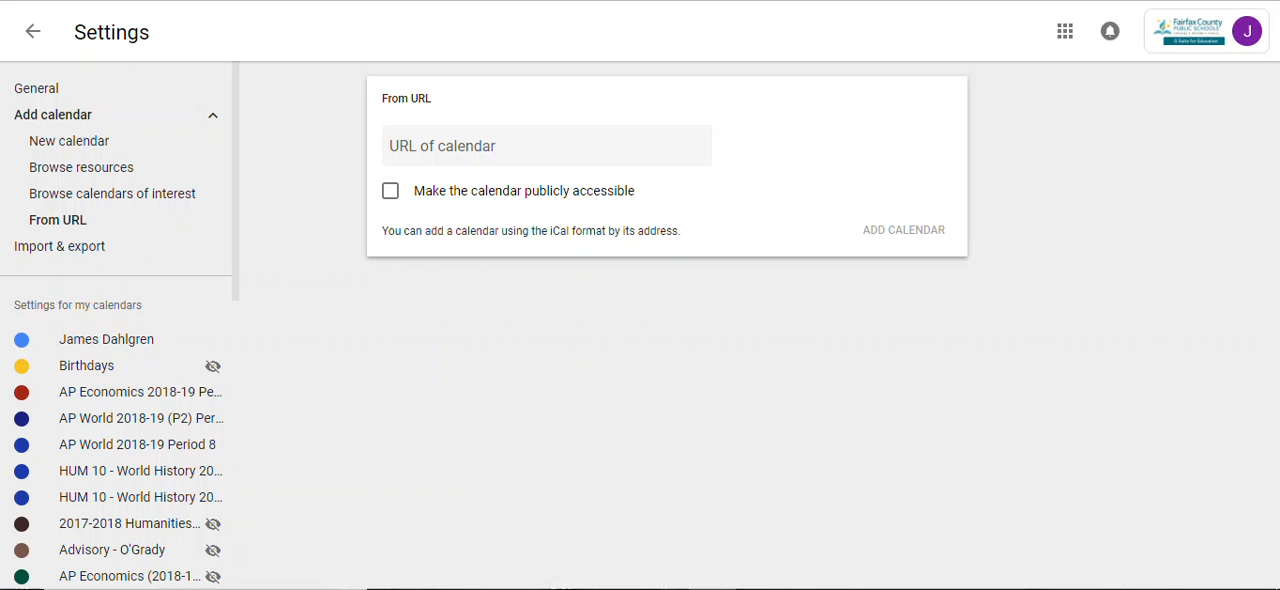 Settings
Fairfax County
PUBLIC SCHOOLS
G Suite for Education
J
General
Add calendar
New calendar
Browse resources
Browse calendars of interest
From URL
Import & export
Settings for my calendars
James Dahlgren
Birthdays
AP Economics 2018-19 Pe...
AP World 2018-19 (P2) Per...
AP World 2018-19 Period 8
HUM 10 - World History 20...
HUM 10 - World History 20...
2017-2018 Humanities...
Advisory - O'Grady
AP Economics (2018-1...
From URL
URL of calendar
Make the calendar publicly accessible
You can add a calendar using the iCal format by its address.
ADD CALENDAR